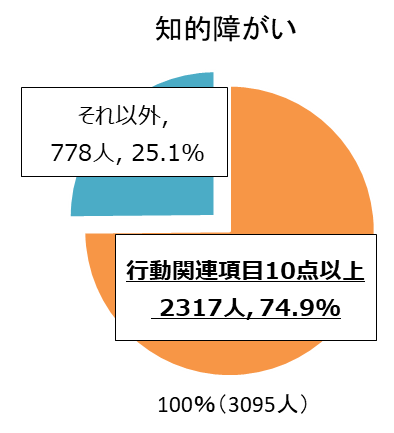 知的障がい
それ以外,
778人, 25.1%
行動関連項目10点以上
2317人, 74.9%
100%（3095人）